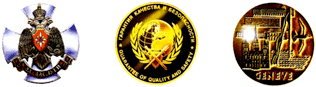 ГАРАНТИЯ КАЧЕСТВА И БЕЗОПАСНОСТИ
GUARANTEE OF QUALITY AND SAFETY
GENEVE